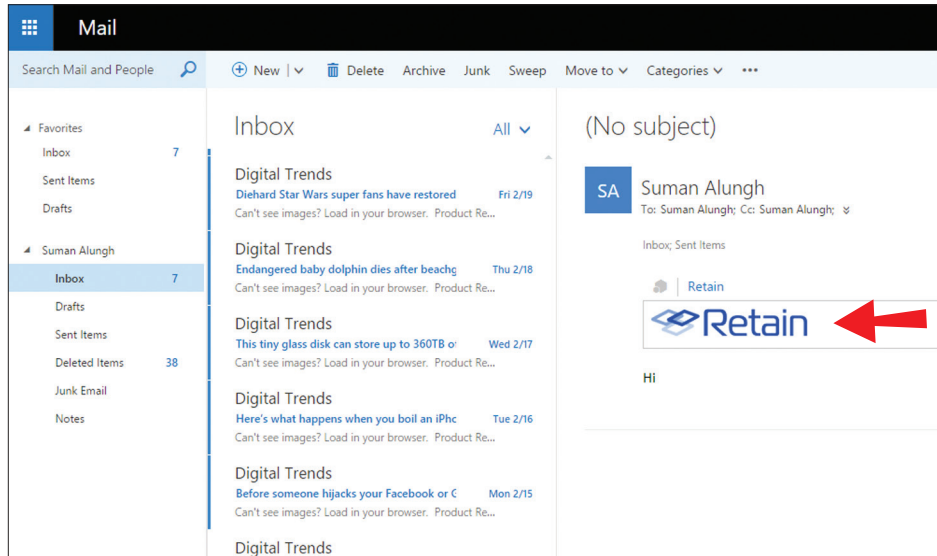 Mail
Search Mail and People
New Delete Archive Junk Sweep Move to Categories •••
Favorites
Inbox 7
Sent Items
Drafts
Suman Alungh
Inbox 7
Drafts
Sent Items
Deleted Items 38
Junk Email
Notes
Inbox All
Digital Trends
Diehard Star Wars super fans have restored Fri 2/19
Can't see images? Load in your browser. Product Re...
Digital Trends
Endangered baby dolphin dies after beachg Thu 2/18
Can't see images? Load in your browser. Product Re...
Digital Trends
This tiny glass disk can store up to 360TB o Wed 2/17
Can't see images? Load in your browser. Product Re...
Digital Trends
Here's what happens when you boil an iPhc Tue 2/16
Can't see images? Load in your browser. Product Re...
Digital Trends
Before someone hijacks your Facebook or Mon 2/15
Can't see images? Load in your browser. Product Re...
Digital Trends
(No subject)
SA
Suman Alungh
To: Suman Alungh; Cc: Suman Alungh;
Inbox; Sent Items
Retain
Retain
Hi